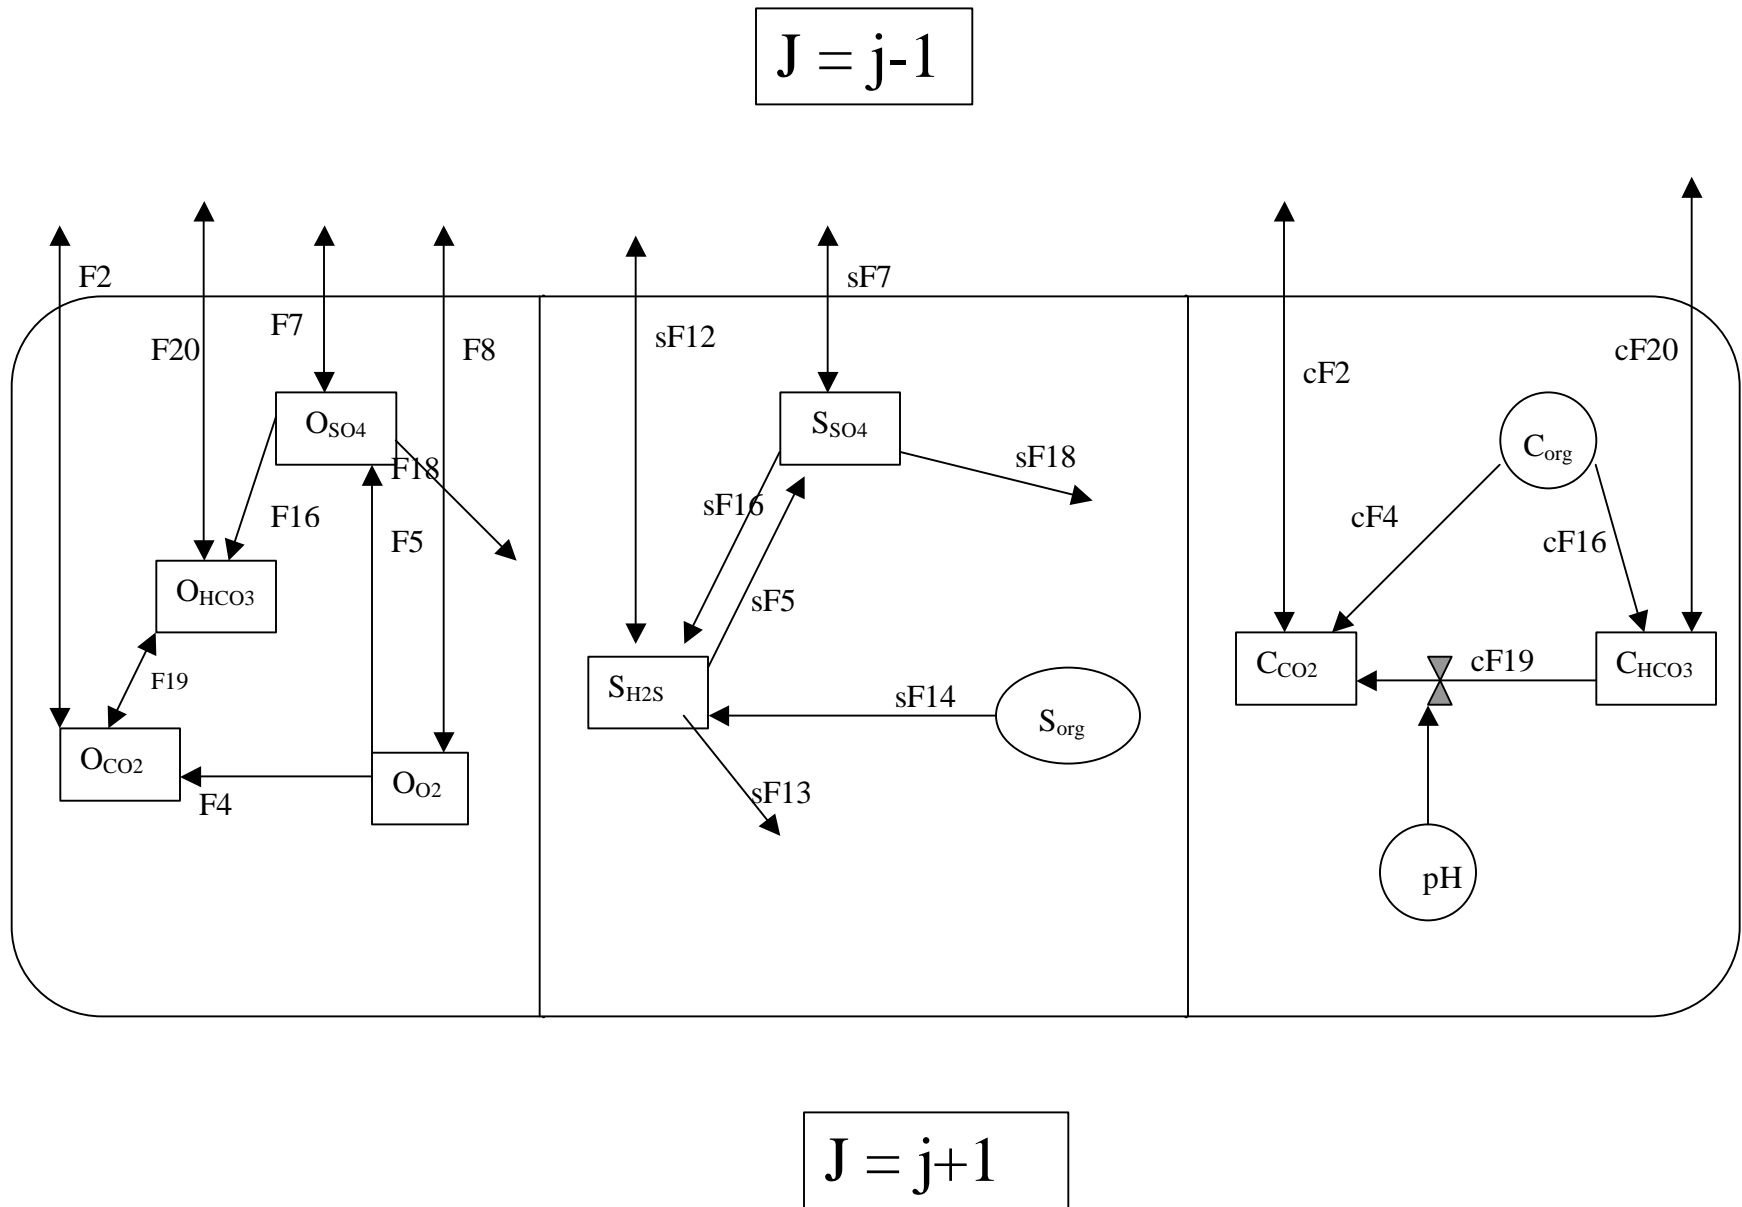 J = j-1
F2
F20
F7
F8
O_SO4
F18
F16
F5
O_HCO3
F19
O_CO2
F4
O_O2
sF7
sF12
S_SO4
sF18
sF16
sF5
S_H2S
sF14
S_org
sF13
cF20
cF2
C_org
cF4
cF16
C_CO2
cF19
C_HCO3
pH
J = j+1